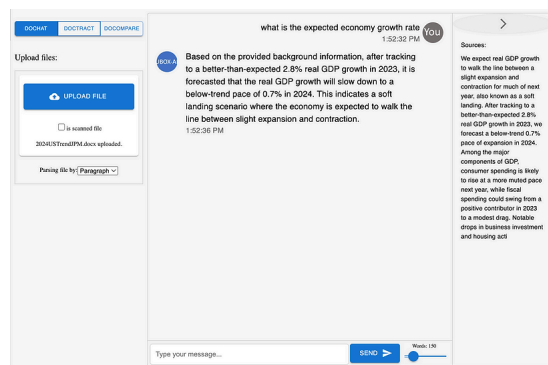 DOCHAT DOCTRACT DOCOMPARE
Upload files:
UPLOAD FILE
is scanned file
2024USTrendJPM.docx uploaded.
Parsing file by: Paragraph
what is the expected economy growth rate
You
1:52:32 PM
JBOX-A
Based on the provided background information, after tracking
to a better-than-expected 2.8% real GDP growth in 2023, it is
forecasted that the real GDP growth will slow down to a
below-trend pace of 0.7% in 2024. This indicates a soft
landing scenario where the economy is expected to walk the
line between slight expansion and contraction.
1:52:36 PM
Type your message...
SEND
Words: 150
Sources:
We expect real GDP growth
to walk the line between a
slight expansion and
contraction for much of next
year, also known as a soft
landing. After tracking to a
better-than-expected 2.8%
real GDP growth in 2023, we
forecast a below-trend 0.7%
pace of expansion in 2024.
Among the major
components of GDP,
consumer spending is likely
to rise at a more muted pace
next year, while fiscal
spending could swing from a
positive contributor in 2023
to a modest drag. Notable
drops in business investment
and housing acti